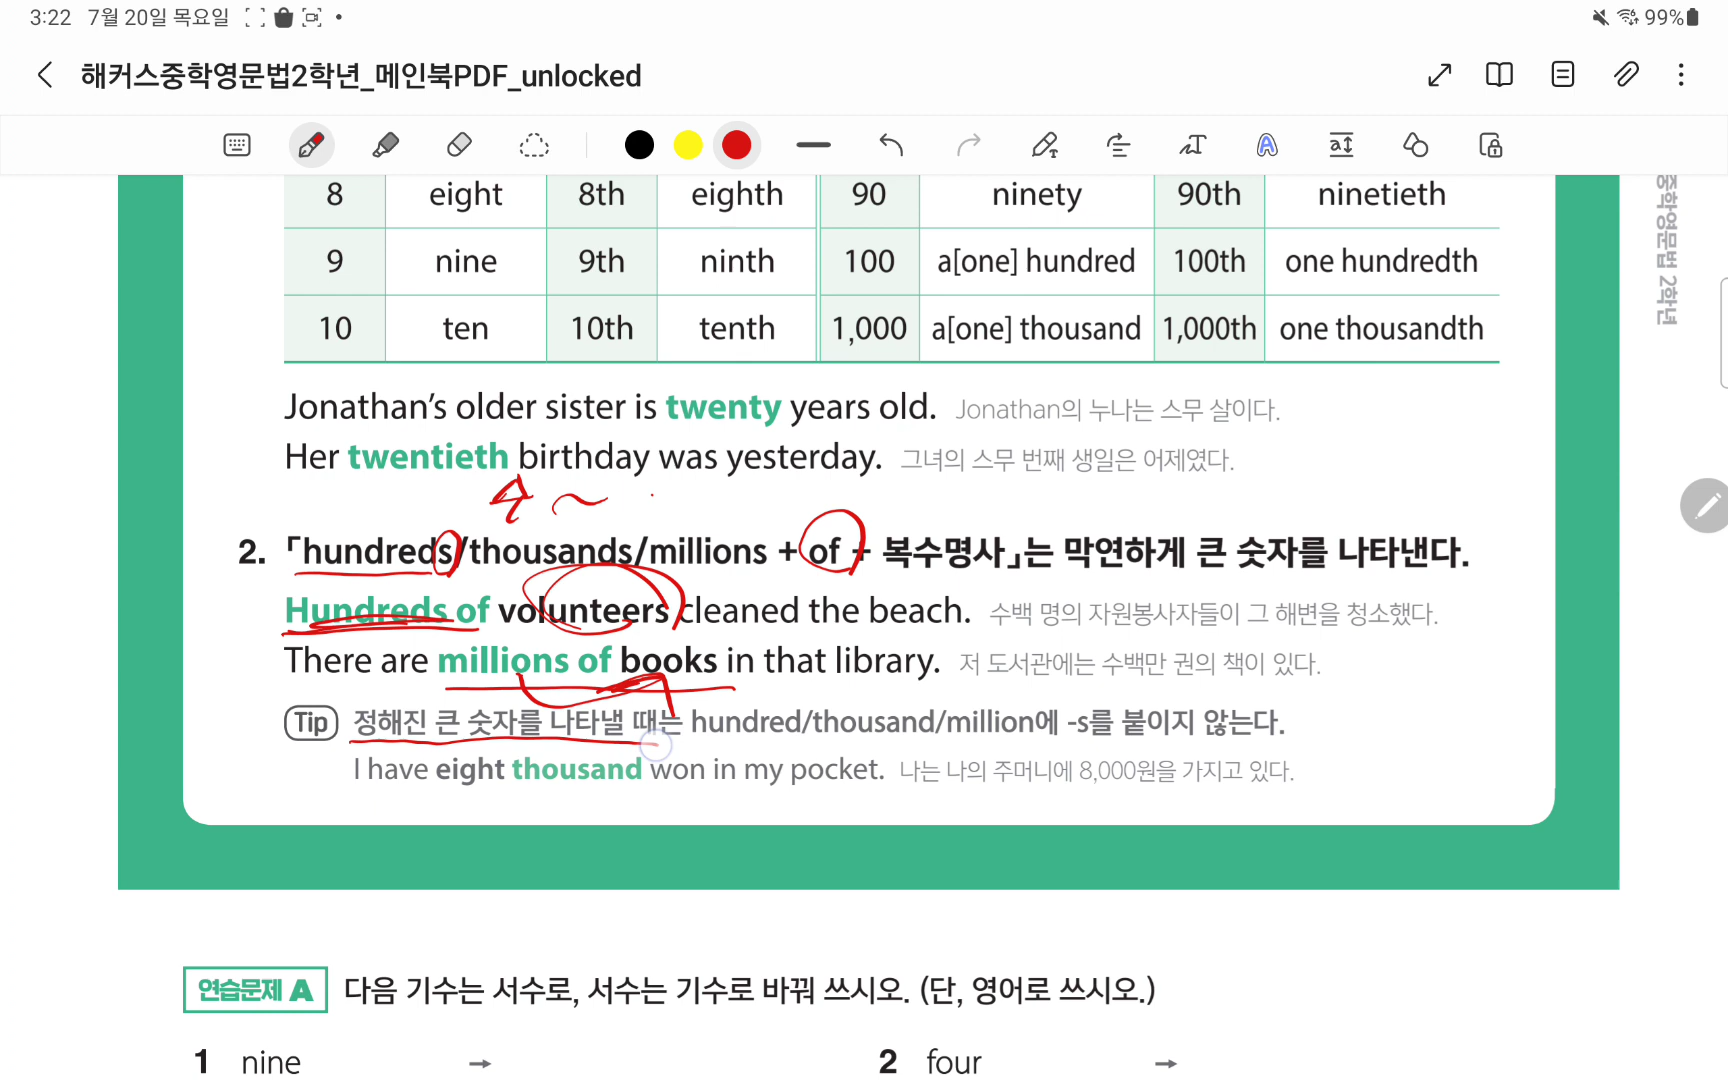 3:22 7월 20일 목요일 99%
해커스중학영문법2학년_메인북PDF_unlocked
8 eight 8th eighth 90 ninety 90th ninetieth
9 nine 9th ninth 100 a[one] hundred 100th one hundredth
10 ten 10th tenth 1,000 a[one] thousand 1,000th one thousandth
중학영문법 2학년
Jonathan's older sister is twenty years old. Jonathan의 누나는 스무 살이다.
Her twentieth birthday was yesterday. 그녀의 스무 번째 생일은 어제였다.
수 ~
2. 「hundreds/thousands/millions + of + 복수명사」는 막연하게 큰 숫자를 나타낸다.
Hundreds of volunteers cleaned the beach. 수백 명의 자원봉사자들이 그 해변을 청소했다.
There are millions of books in that library. 저 도서관에는 수백만 권의 책이 있다.
Tip 정해진 큰 숫자를 나타낼 때는 hundred/thousand/million에 -s를 붙이지 않는다.
I have eight thousand won in my pocket. 나는 나의 주머니에 8,000원을 가지고 있다.
연습문제 A 다음 기수는 서수로, 서수는 기수로 바꿔 쓰시오. (단, 영어로 쓰시오.)
1 nine → 2 four →